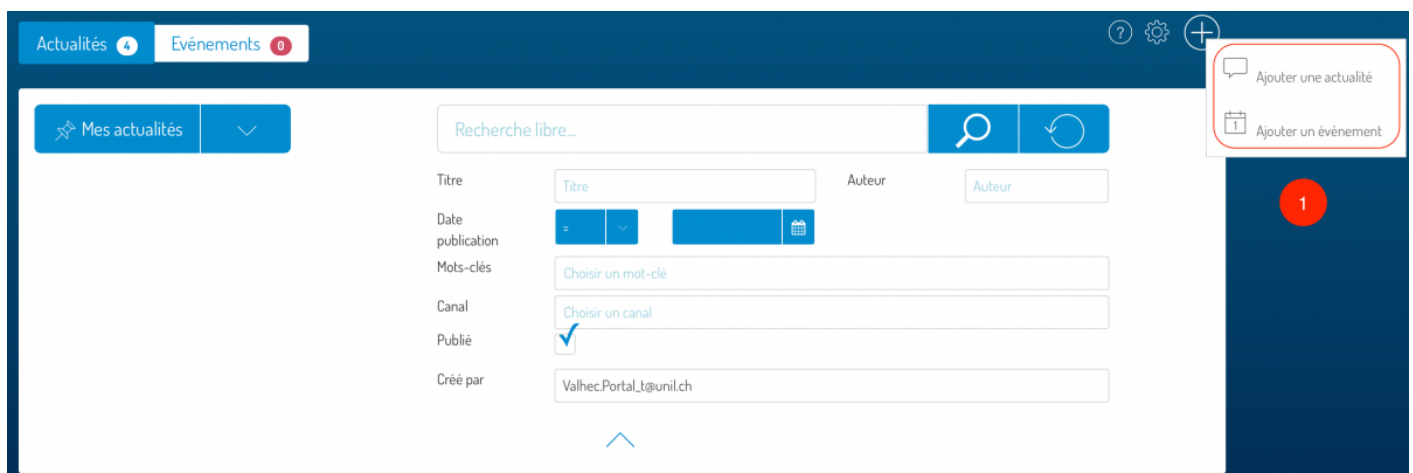 Actualités 4 Evénements 0
Ajouter une actualité
Mes actualités
Recherche libre...
Ajouter un événement
1
Titre Titre Auteur Auteur
1
Date
publication =
Mots-clés Choisir un mot-clé
Canal Choisir un canal
Publié
Créé par Valhec.Portal_t@unil.ch